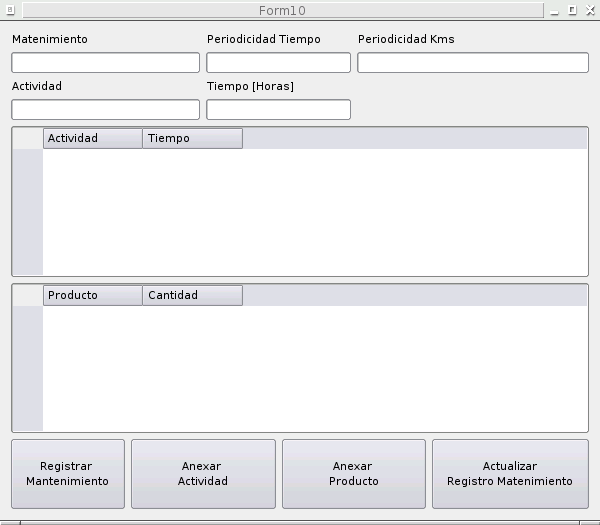 Form10
Matenimiento Periodicidad Tiempo Periodicidad Kms
Actividad Tiempo [Horas]
Actividad Tiempo
Producto Cantidad
Registrar Anexar Anexar Actualizar
Mantenimiento Actividad Producto Registro Matenimiento